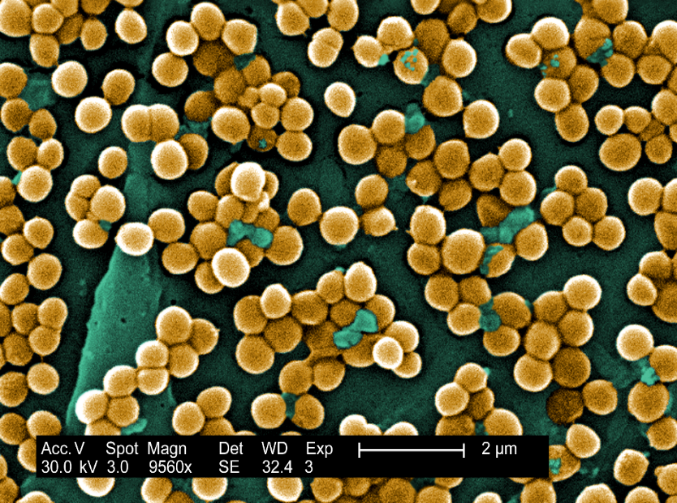 Acc.V Spot Magn Det WD Exp 2 µm
30.0 kV 3.0 9560x SE 32.4 3